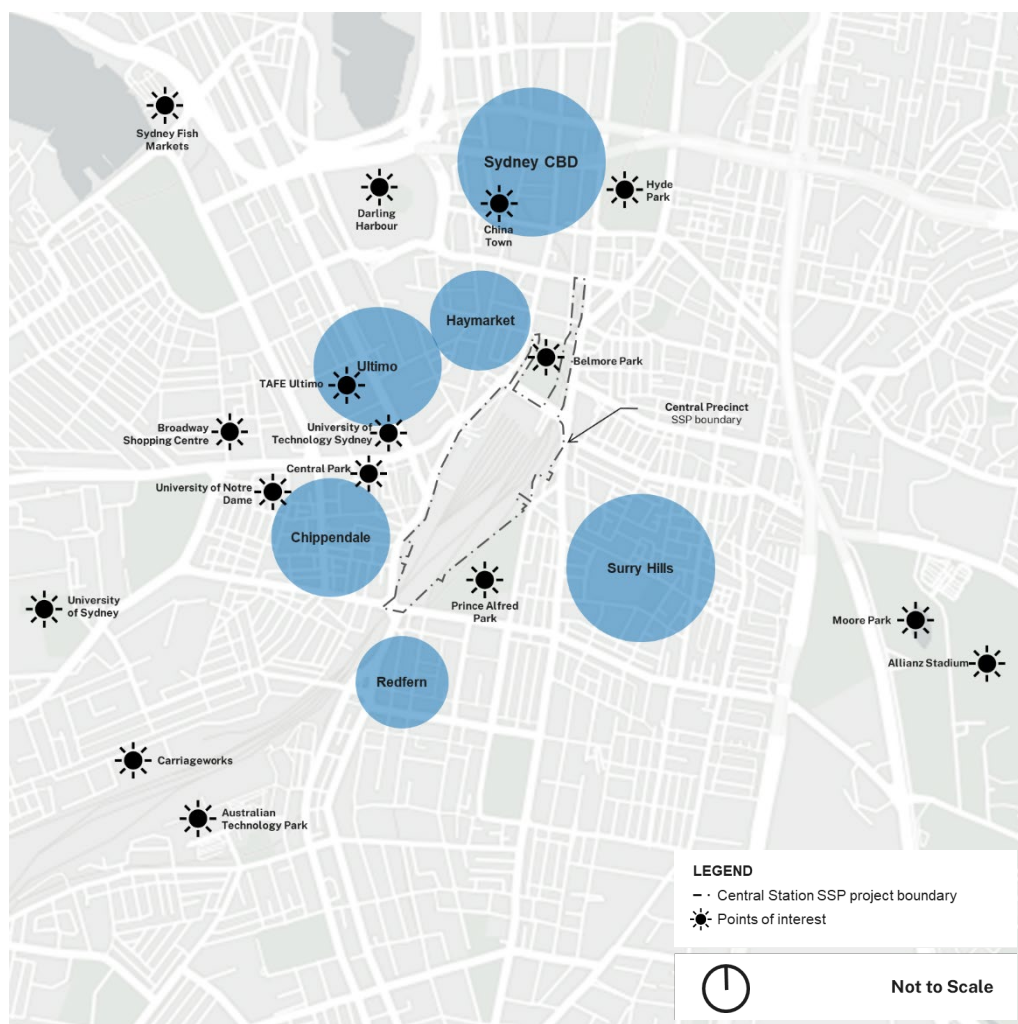 Sydney Fish
Markets
Sydney CBD
Darling
Harbour
China
Town
Hyde
Park
Haymarket
Ultimo
TAFE Ultimo
Belmore Park
Broadway
Shopping Centre
University of
Technology Sydney
Central Precinct
SSP boundary
Central Park
University of Notre
Dame
Chippendale
Surry Hills
University
of Sydney
Prince Alfred
Park
Moore Park
Allianz Stadium
Redfern
Carriageworks
Australian
Technology Park
LEGEND
Central Station SSP project boundary
Points of interest
Not to Scale